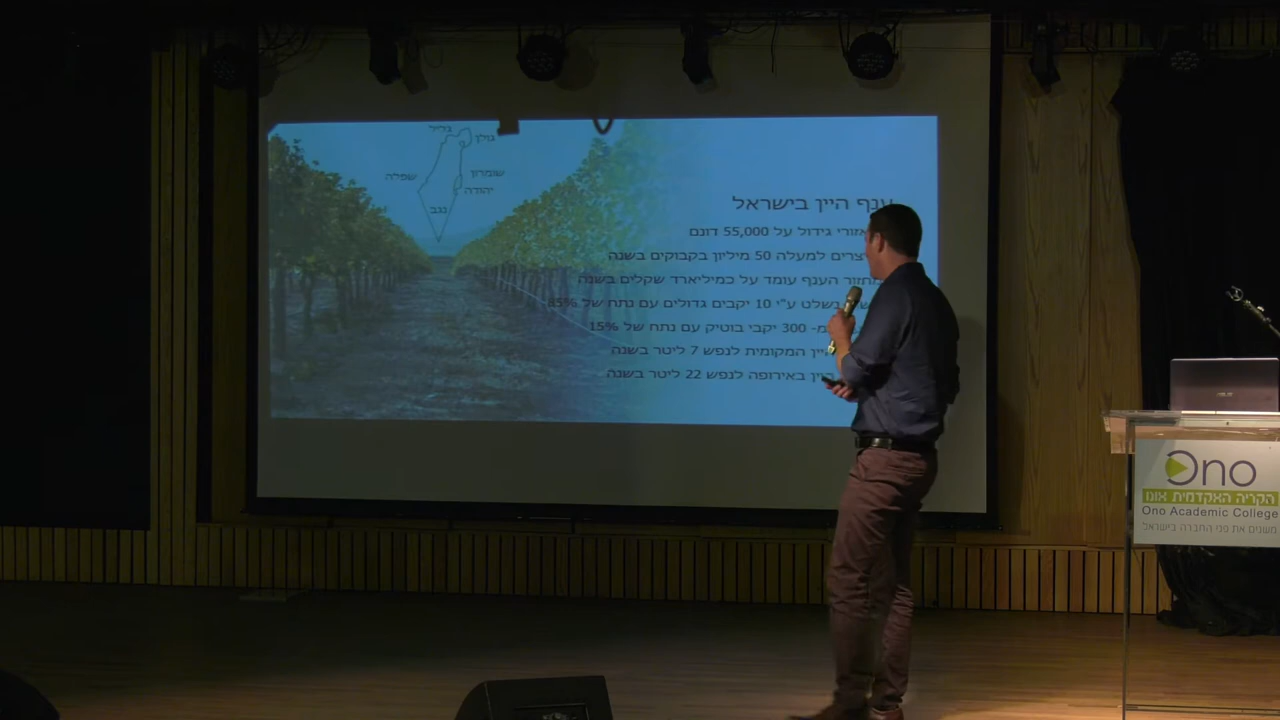 גליל
גולן
שומרון
שפלה
יהודה
נגב
ענף היין בישראל
אזורי גידול על 55,000 דונם
למעלה 50 מיליון בקבוקים בשנה
מחזור הענף עומד על כמיליארד שקלים בשנה
נשלט ע"י 10 יקבים גדולים עם נתח של 85%
מ- 300 יקבי בוטיק עם נתח של 15%
היין המקומית לנפש 7 ליטר בשנה
היין באירופה לנפש 22 ליטר בשנה
ASUS
Ono
הקריה האקדמית אונו
Ono Academic College
משנים את פני החברה בישראל